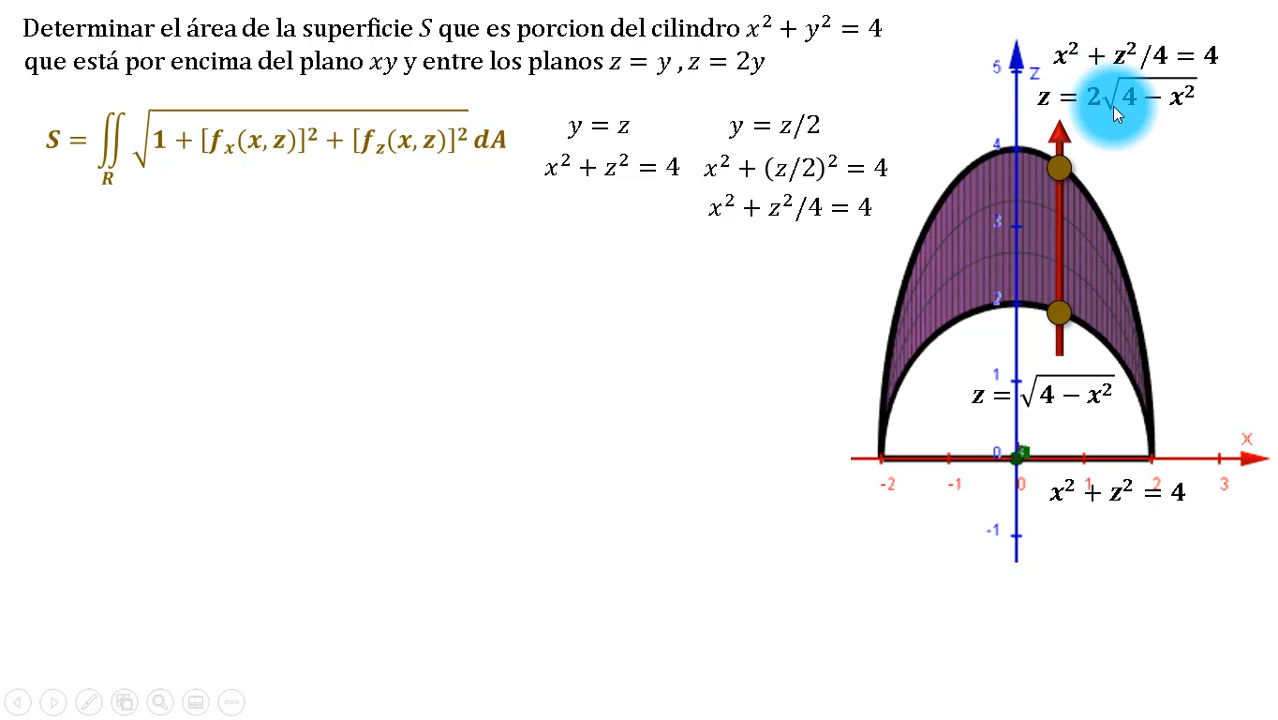 Determinar el área de la superficie S que es porcion del cilindro x² + y² = 4
que está por encima del plano xy y entre los planos z = y , z = 2y
S = ∬_R √(1 + [f_x(x, z)]² + [f_z(x, z)]²) dA
y = z
x² + z² = 4
y = z/2
x² + (z/2)² = 4
x² + z²/4 = 4
x² + z²/4 = 4
z = 2√(4 − x²)
5
z
4
3
2
1
z = √(4 − x²)
0
x
-2 -1 0 1 2 3
x² + z² = 4
-1